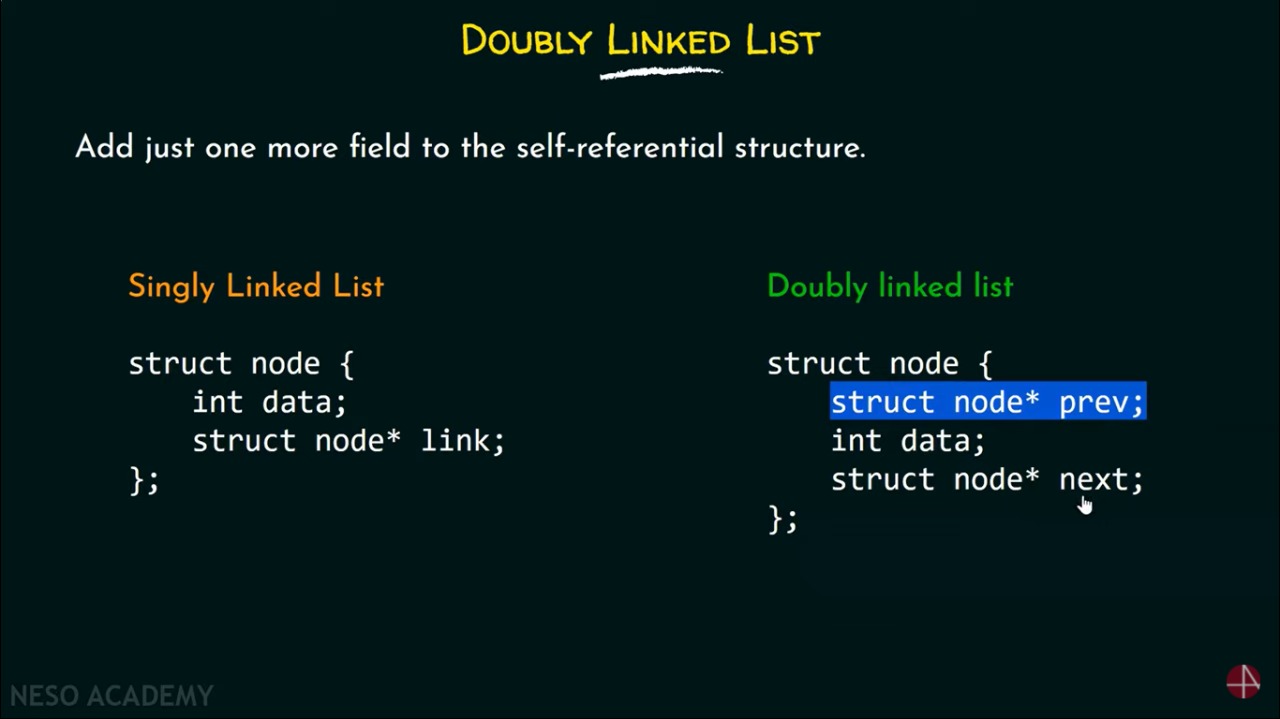 DOUBLY LINKED LIST
Add just one more field to the self-referential structure.
Singly Linked List
struct node {
int data;
struct node* link;
};
Doubly linked list
struct node {
struct node* prev;
int data;
struct node* next;
};
NESO ACADEMY